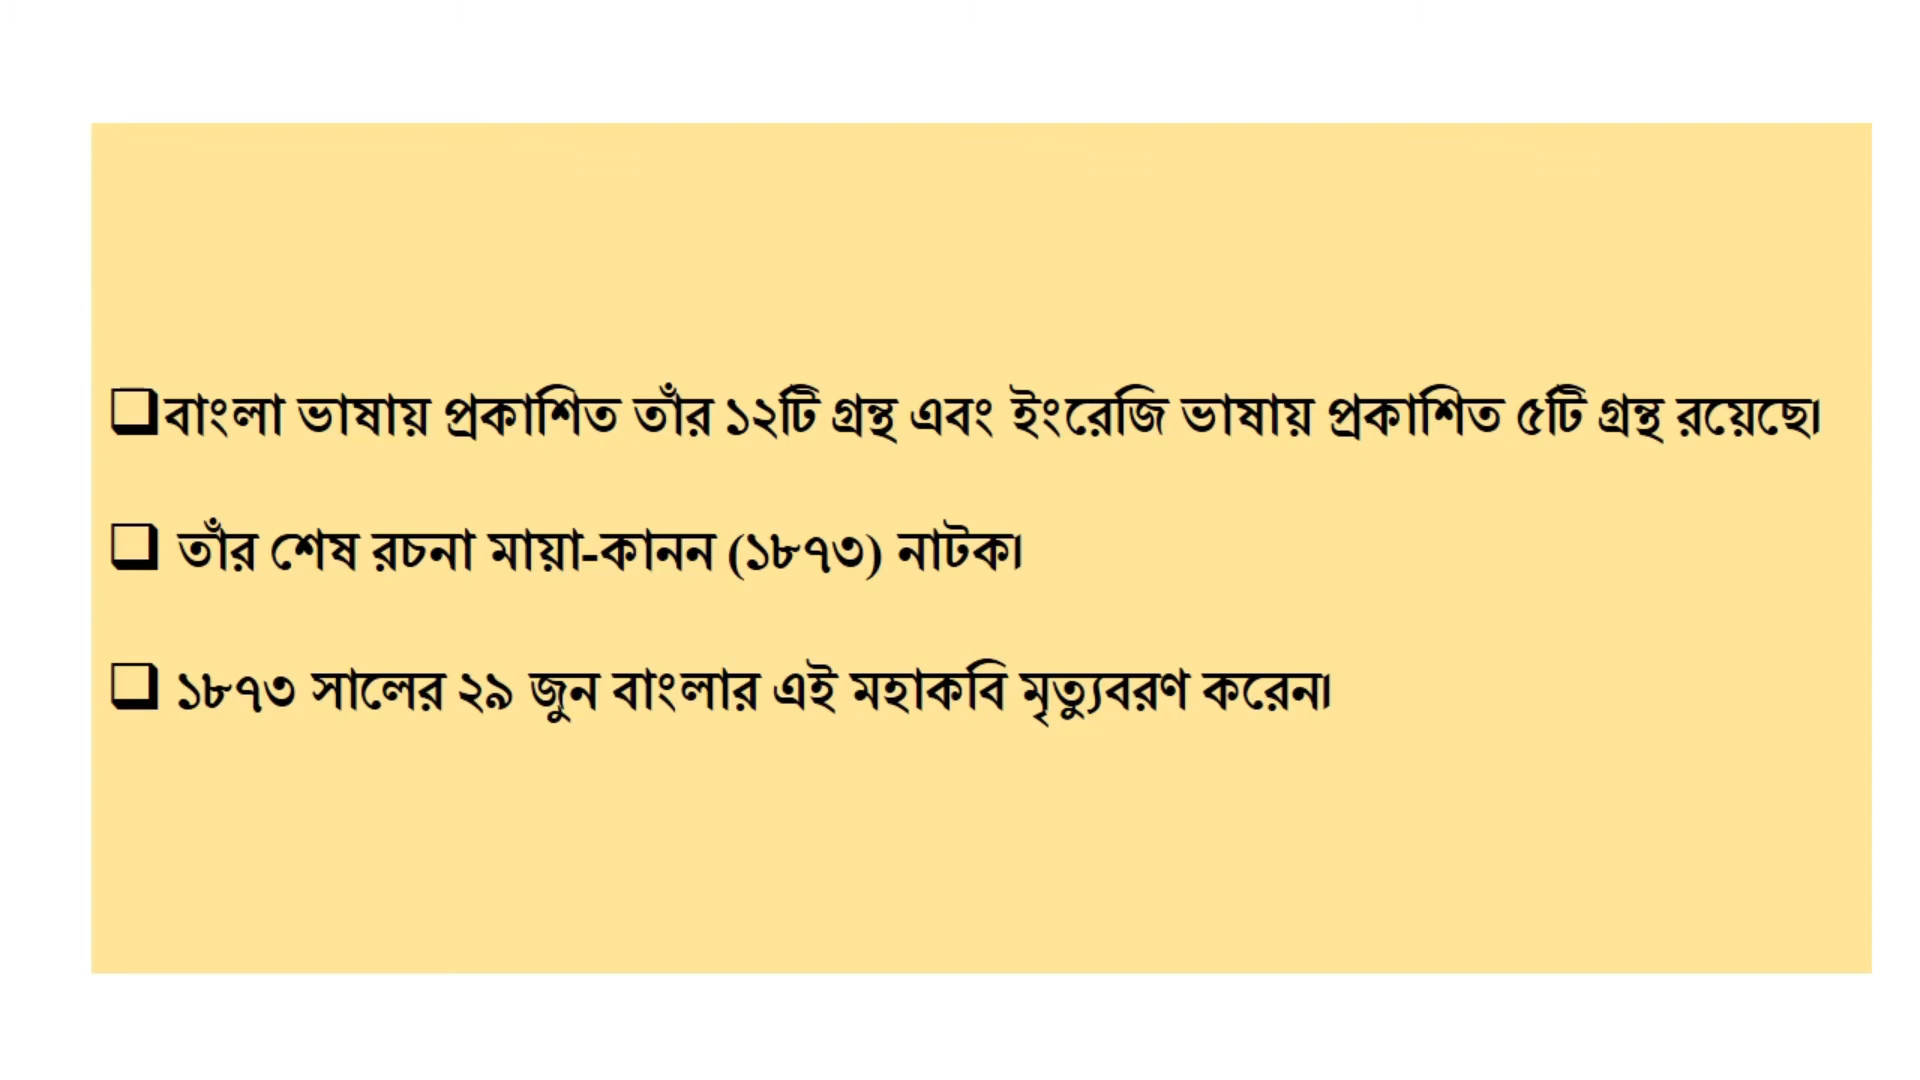 ❑বাংলা ভাষায় প্রকাশিত তাঁর ১২টি গ্রন্থ এবং ইংরেজি ভাষায় প্রকাশিত ৫টি গ্রন্থ রয়েছে।
❑ তাঁর শেষ রচনা মায়া-কানন (১৮৭৩) নাটক।
❑ ১৮৭৩ সালের ২৯ জুন বাংলার এই মহাকবি মৃত্যুবরণ করেন।